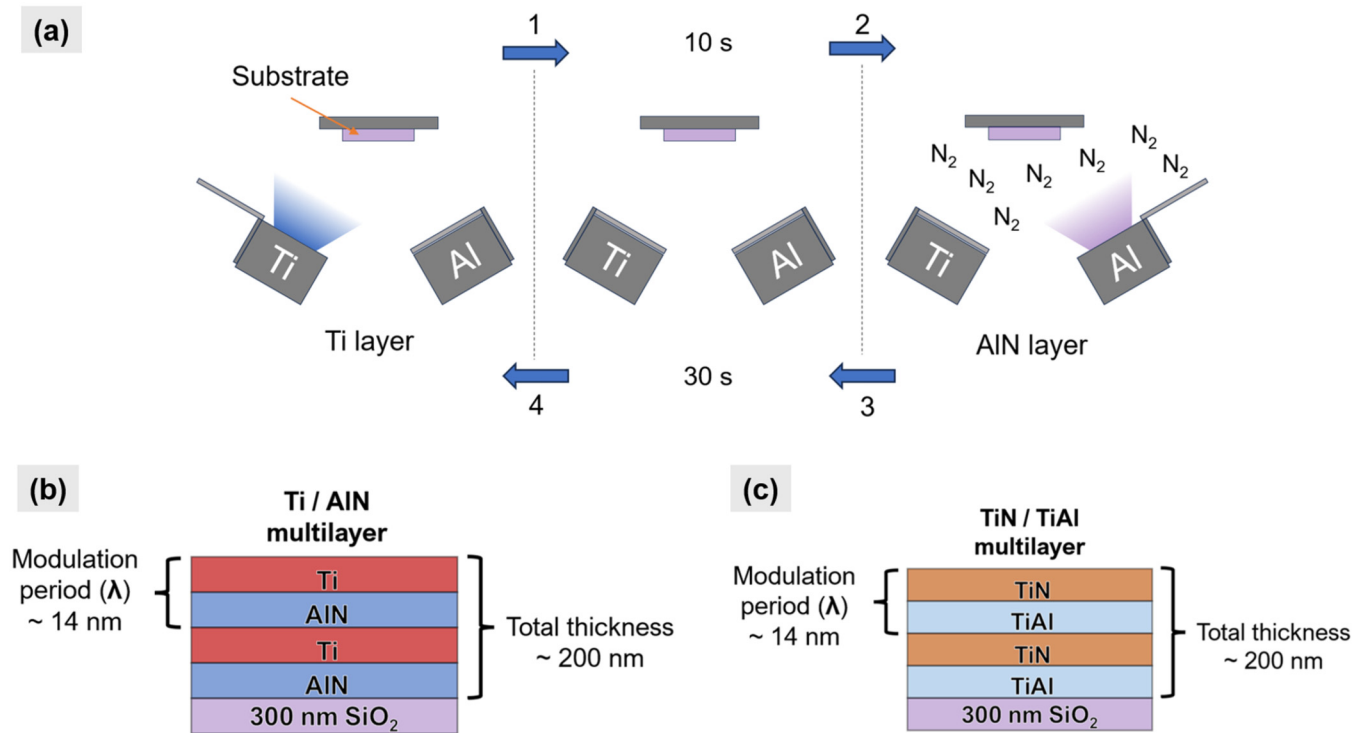 (a)
1
10 s
2
Substrate
N2
N2
N2
N2
N2
N2
N2
Ti
Al
Ti
Al
Ti
Al
Ti layer
AlN layer
30 s
4
3
(b)
Ti / AlN
multilayer
Modulation
period (λ)
~ 14 nm
Ti
AlN
Ti
AlN
300 nm SiO2
Total thickness
~ 200 nm
(c)
TiN / TiAl
multilayer
Modulation
period (λ)
~ 14 nm
TiN
TiAl
TiN
TiAl
300 nm SiO2
Total thickness
~ 200 nm